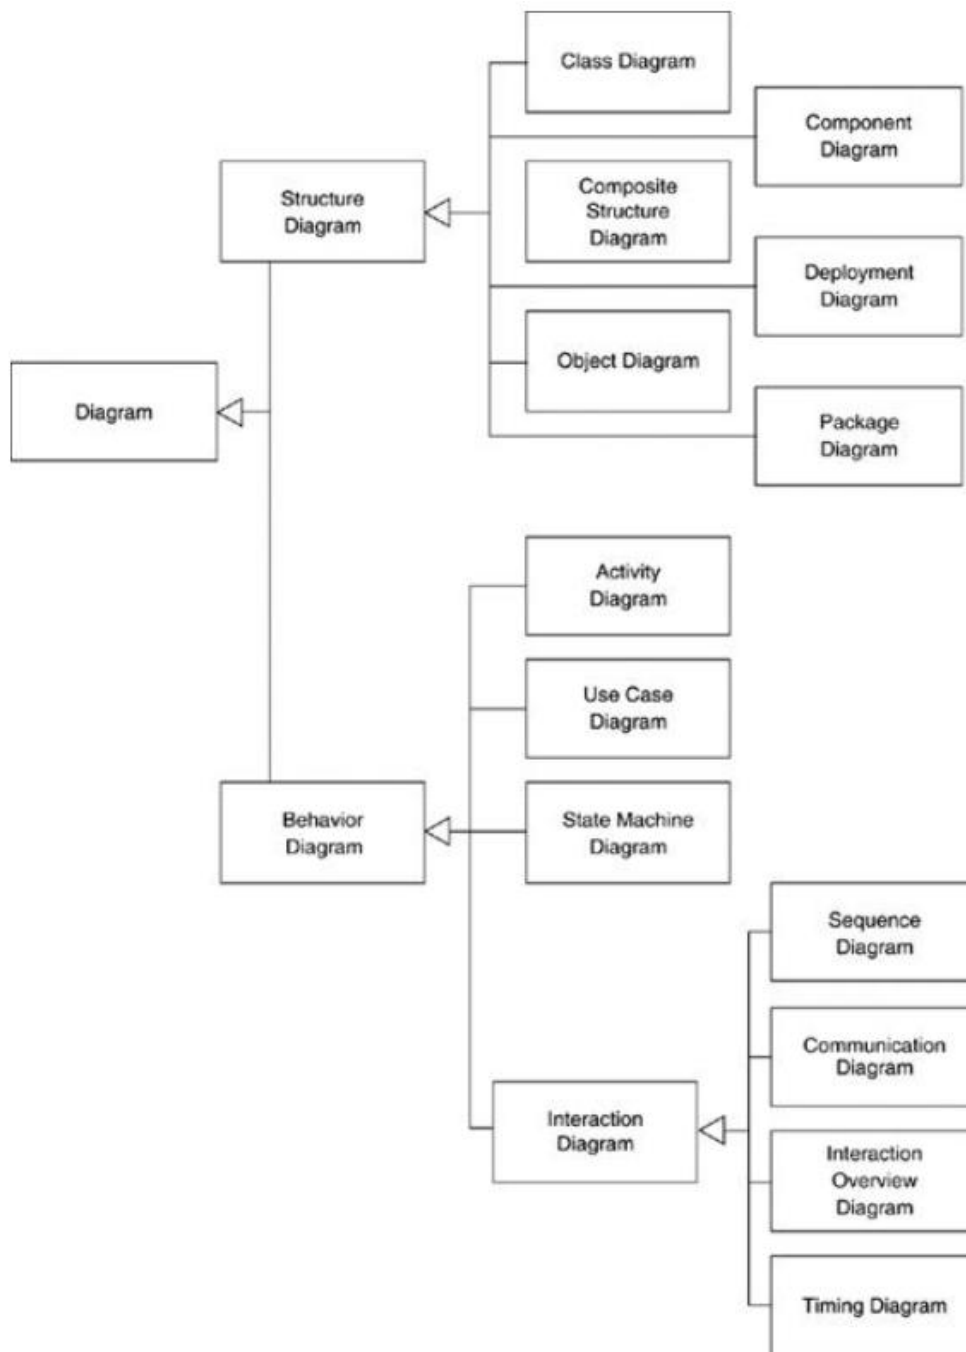 Class Diagram
Component
Diagram
Structure
Diagram
Composite
Structure
Diagram
Deployment
Diagram
Object Diagram
Diagram
Package
Diagram
Activity
Diagram
Use Case
Diagram
Behavior
Diagram
State Machine
Diagram
Sequence
Diagram
Communication
Diagram
Interaction
Diagram
Interaction
Overview
Diagram
Timing Diagram